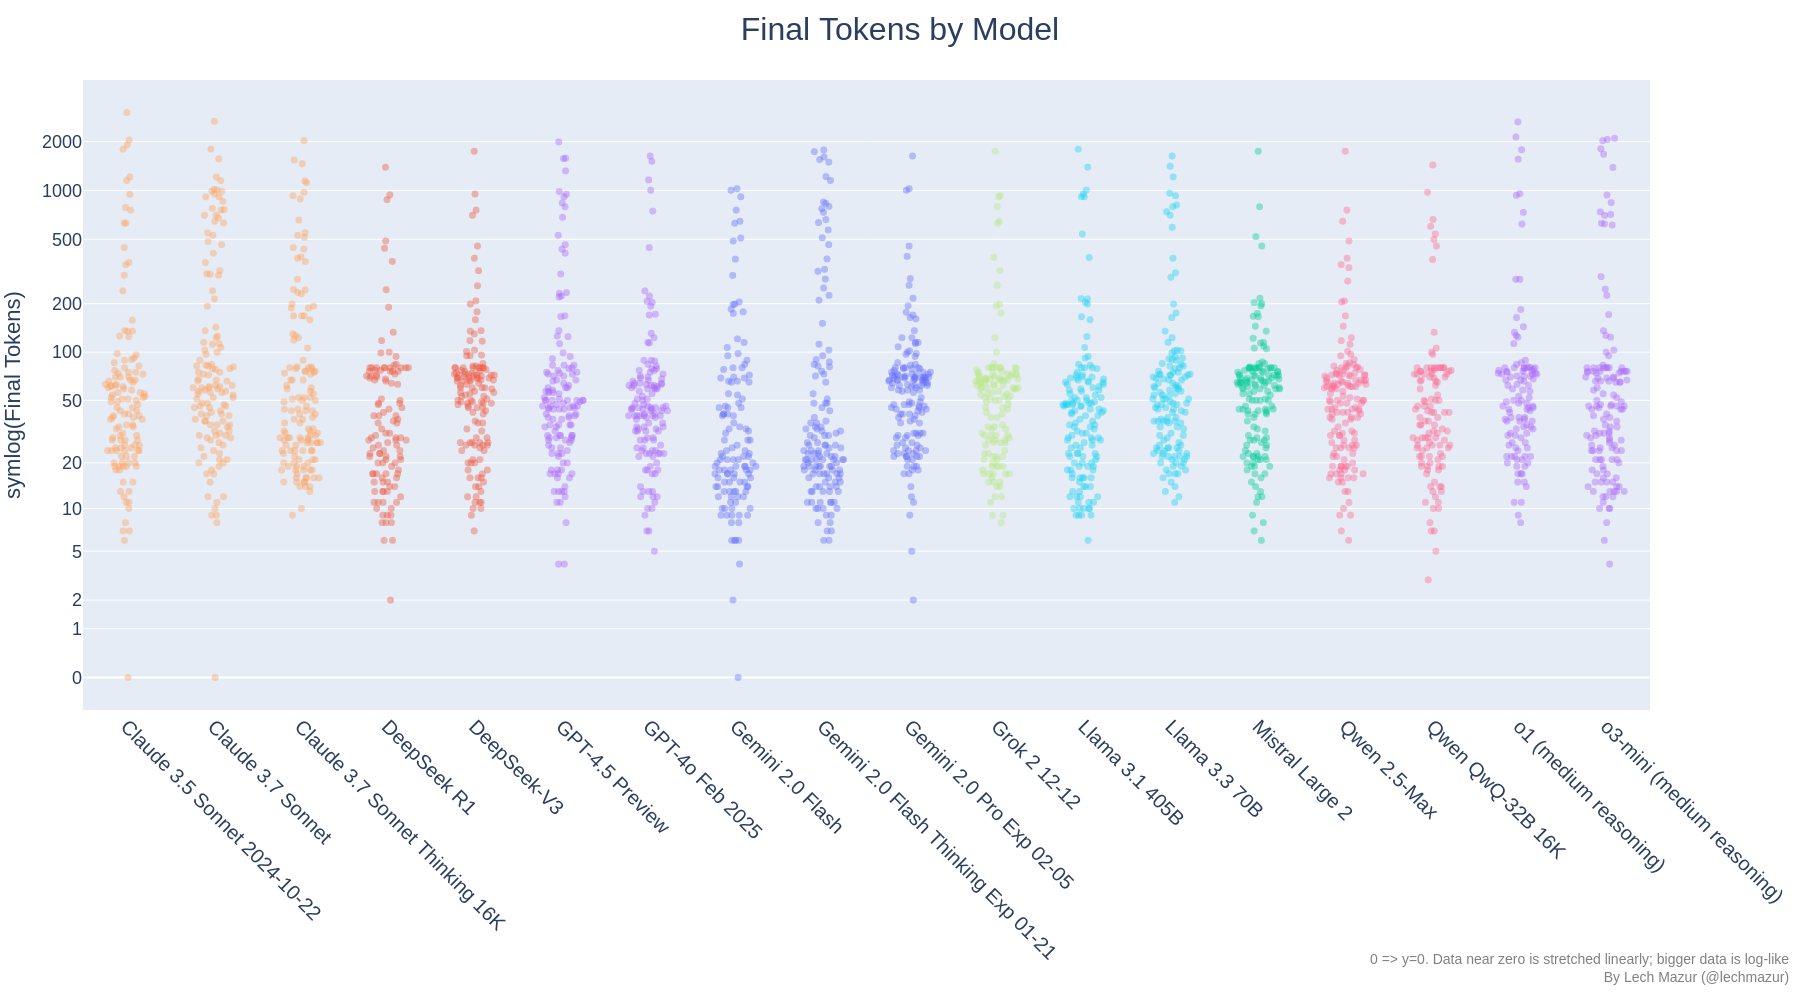 Final Tokens by Model
symlog(Final Tokens)
2000
1000
500
200
100
50
20
10
5
2
1
0
Claude 3.5 Sonnet 2024-10-22
Claude 3.7 Sonnet
Claude 3.7 Sonnet Thinking 16K
DeepSeek R1
DeepSeek-V3
GPT-4.5 Preview
GPT-4o Feb 2025
Gemini 2.0 Flash
Gemini 2.0 Flash Thinking Exp 01-21
Gemini 2.0 Pro Exp 02-05
Grok 2 12-12
Llama 3.1 405B
Llama 3.3 70B
Mistral Large 2
Qwen 2.5-Max
Qwen QwQ-32B 16K
o1 (medium reasoning)
o3-mini (medium reasoning)
0 => y=0. Data near zero is stretched linearly; bigger data is log-like
By Lech Mazur (@lechmazur)